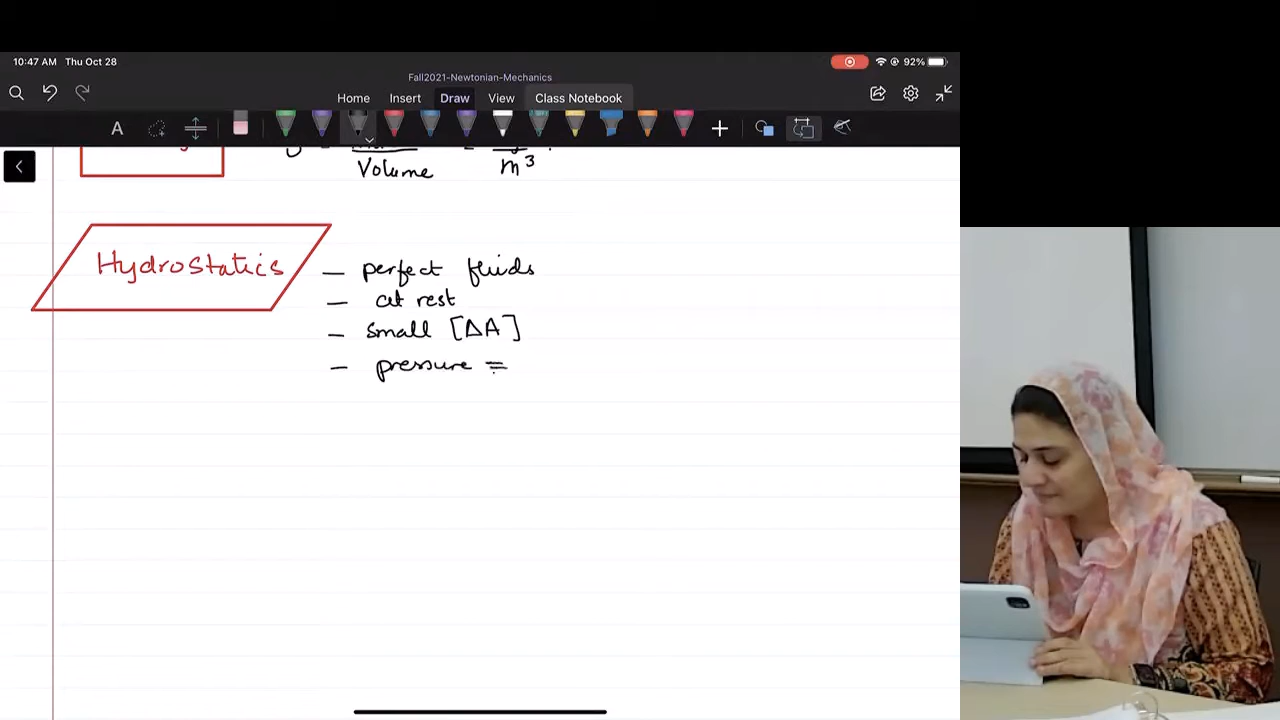 10:47 AM Thu Oct 28
92%
Fall2021-Newtonian-Mechanics
Home Insert Draw View Class Notebook
A
Volume
m³
Hydrostatics
— perfect fluids
— at rest
— small [ΔA]
— pressure =